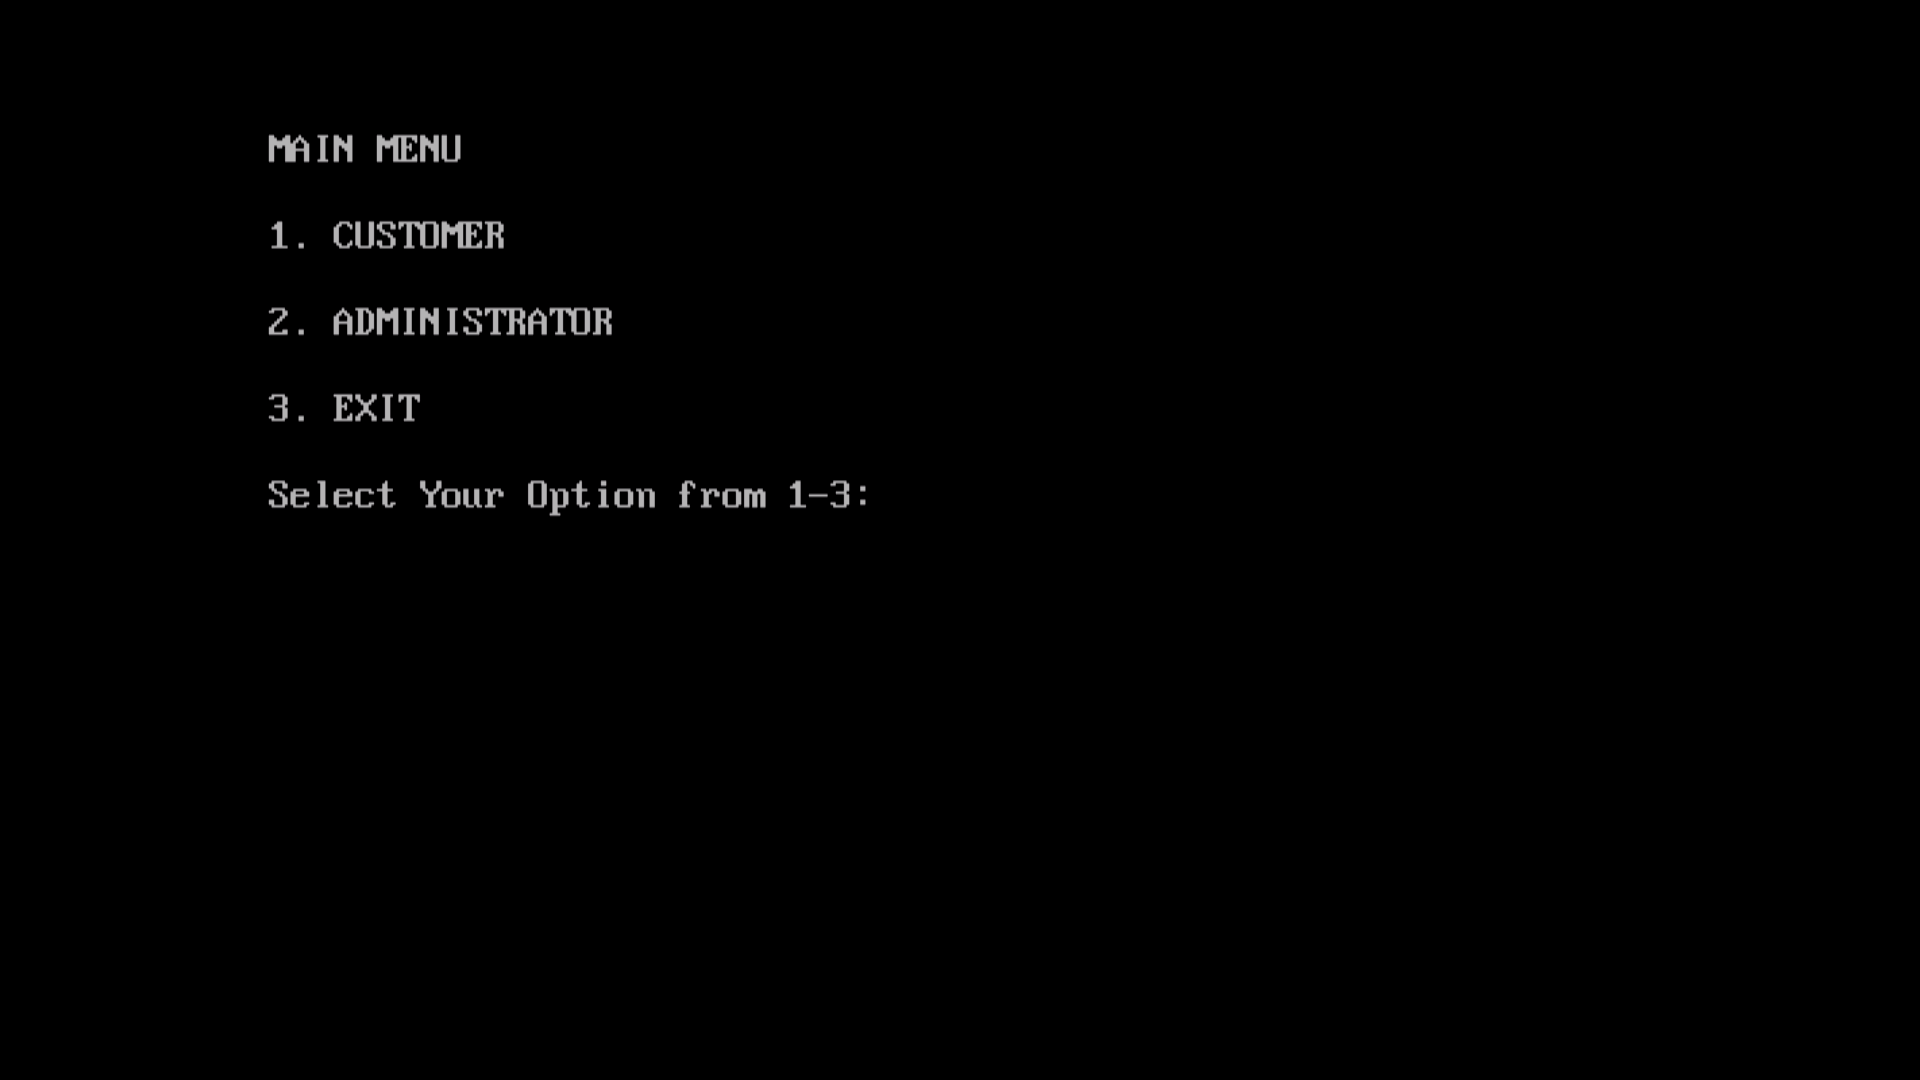 MAIN MENU
1. CUSTOMER
2. ADMINISTRATOR
3. EXIT
Select Your Option from 1-3: